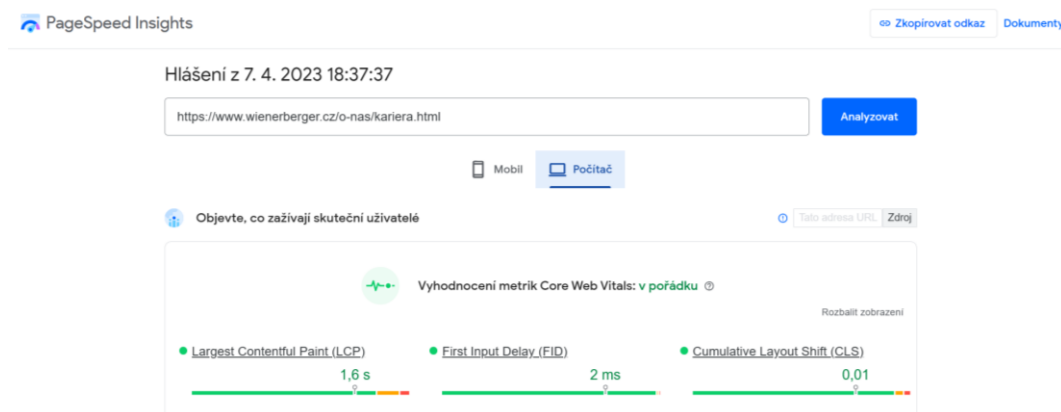 PageSpeed Insights
Zkopírovat odkaz
Dokumenty
Hlášení z 7. 4. 2023 18:37:37
https://www.wienerberger.cz/o-nas/kariera.html
Analyzovat
Mobil
Počítač
Objevte, co zažívají skuteční uživatelé
Tato adresa URL
Zdroj
Vyhodnocení metrik Core Web Vitals: v pořádku
Rozbalit zobrazení
Largest Contentful Paint (LCP)
1,6 s
First Input Delay (FID)
2 ms
Cumulative Layout Shift (CLS)
0,01